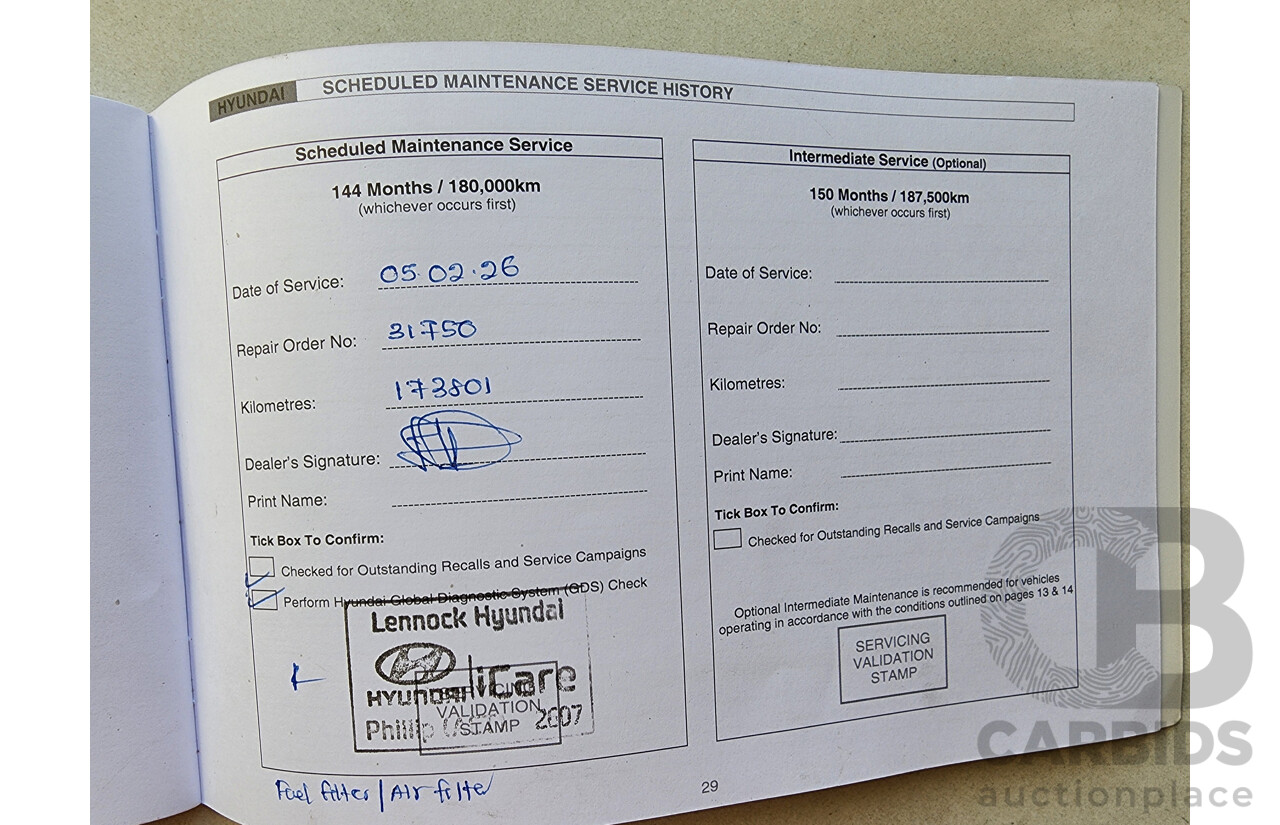 HYUNDAI
SCHEDULED MAINTENANCE SERVICE HISTORY
Scheduled Maintenance Service
144 Months / 180,000km
(whichever occurs first)
Date of Service: 05.02.26
Repair Order No: 31750
Kilometres: 173801
Dealer's Signature:
Print Name:
Tick Box To Confirm:
Checked for Outstanding Recalls and Service Campaigns
Perform Hyundai Global Diagnostic System (GDS) Check
Lennock Hyundai
HYUNDAI iCare
VALIDATION
Phillip 2607
STAMP
Fuel filter / Air filter
Intermediate Service (Optional)
150 Months / 187,500km
(whichever occurs first)
Date of Service:
Repair Order No:
Kilometres:
Dealer's Signature:
Print Name:
Tick Box To Confirm:
Checked for Outstanding Recalls and Service Campaigns
Optional Intermediate Maintenance is recommended for vehicles
operating in accordance with the conditions outlined on pages 13 & 14
SERVICING
VALIDATION
STAMP
29
CB
CARBIDS
auctionplace